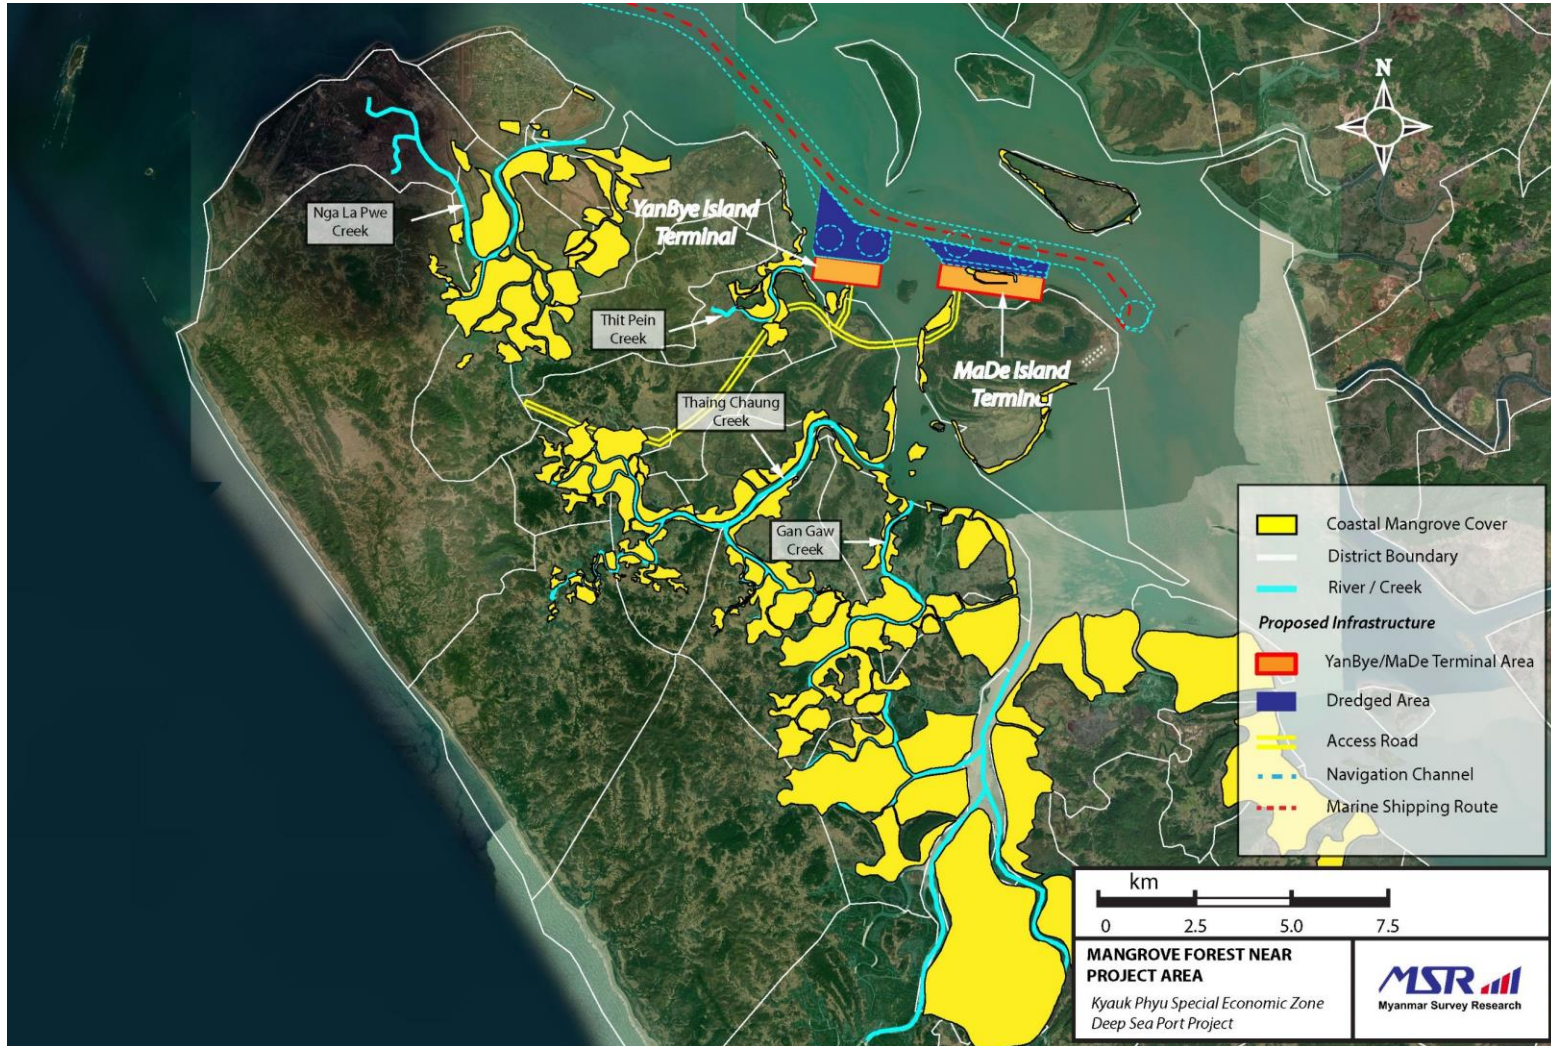 N
Nga La Pwe
Creek
YanBye Island
Terminal
Thit Pein
Creek
MaDe Island
Terminal
Thaing Chaung
Creek
Gan Gaw
Creek
Coastal Mangrove Cover
District Boundary
River / Creek
Proposed Infrastructure
YanBye/MaDe Terminal Area
Dredged Area
Access Road
Navigation Channel
Marine Shipping Route
km
0 2.5 5.0 7.5
MANGROVE FOREST NEAR
PROJECT AREA
Kyauk Phyu Special Economic Zone
Deep Sea Port Project
MSR
Myanmar Survey Research